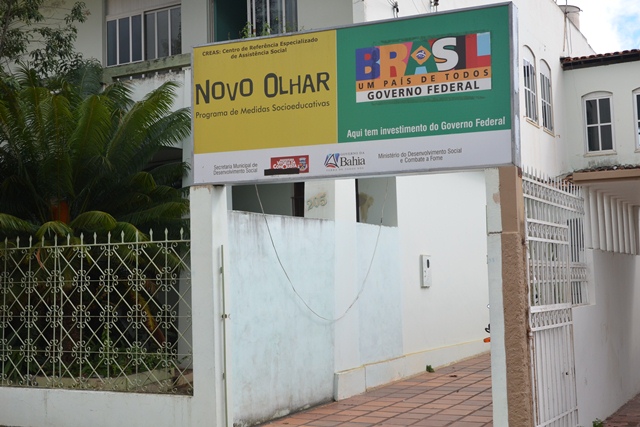 CREAS: Centro de Referência Especializado
de Assistência Social
NOVO OLHAR
Programa de Medidas Socioeducativas
BRASIL
UM PAÍS DE TODOS
GOVERNO FEDERAL
Aqui tem investimento do Governo Federal
Secretaria Municipal de
Desenvolvimento Social
Bahia
Ministério do Desenvolvimento Social
e Combate a Fome
205